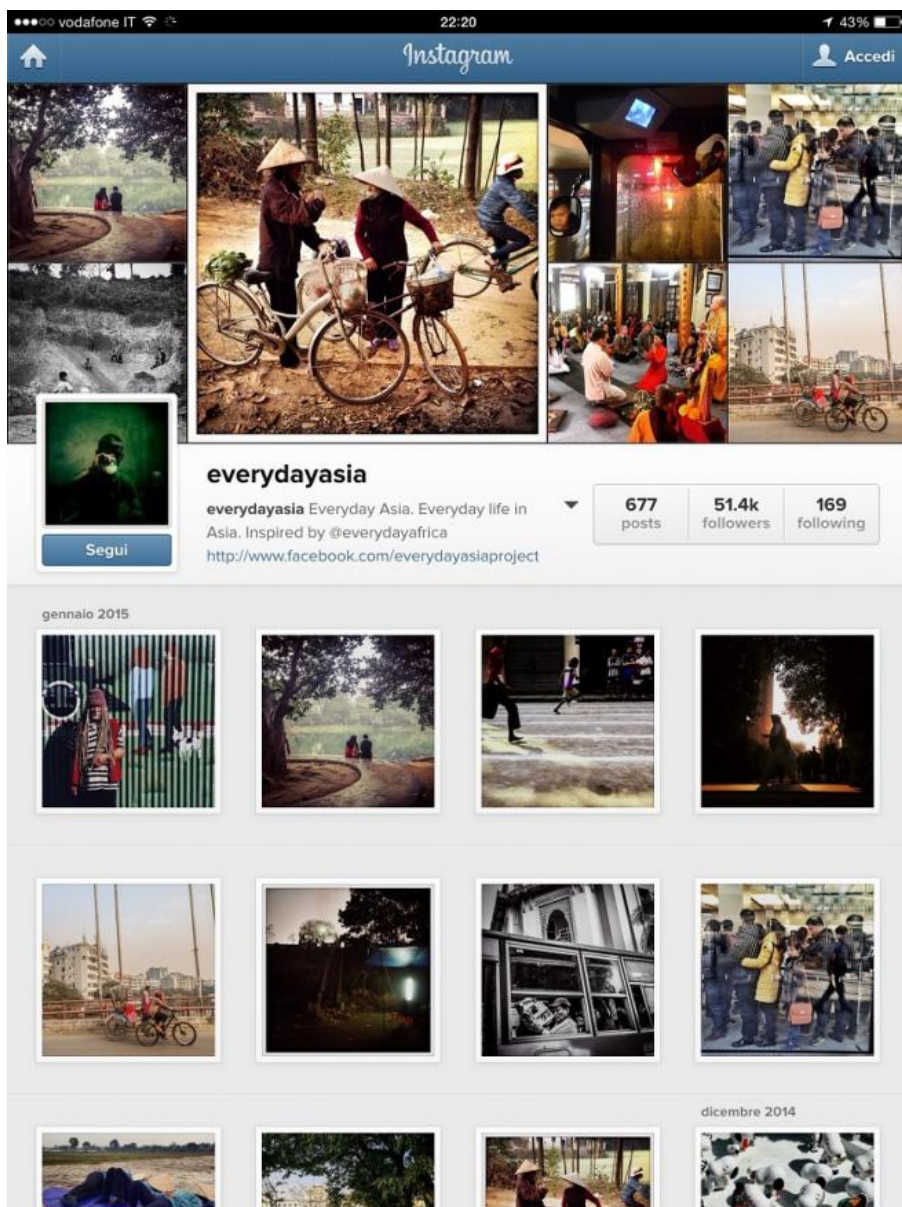 vodafone IT 22:20 43%
Instagram Accedi
everydayasia
everydayasia Everyday Asia. Everyday life in
Asia. Inspired by @everydayafrica
http://www.facebook.com/everydayasiaproject
677 51.4k 169
posts followers following
Segui
gennaio 2015
dicembre 2014